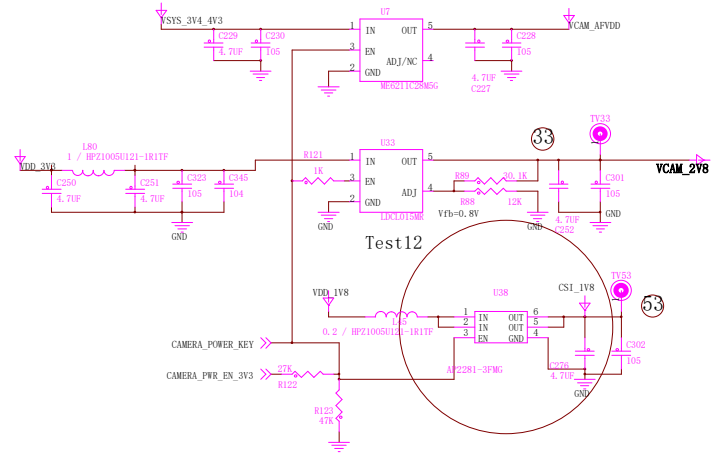 U7
VSYS_3V4_4V3
VCAM_AFVDD
C229
4.7UF
C230
105
1
IN
OUT
5
3
EN
ADJ/NC
4
2
GND
ME6211C28M5G
4.7UF
C227
C228
105
L80
1 / HPZ1005U121-1R1TF
VDD_3V3
C250
4.7UF
C251
4.7UF
C323
105
C345
104
GND
R121
1K
U33
1
IN
OUT
5
3
EN
ADJ
4
2
GND
LDCL015MR
GND
R89
30.1K
R88
12K
Vfb=0.8V
33
TV33
1
VCAM_2V8
C301
105
4.7UF
C252
GND
GND
Test12
VDD_1V8
L45
0.2 / HPZ1005U121-1R1TF
U38
1
IN
OUT
6
2
IN
OUT
5
3
EN
GND
4
AP2281-3FMG
CSI_1V8
TV53
1
53
C276
4.7UF
C302
105
GND
CAMERA_POWER_KEY
CAMERA_PWR_EN_3V3
27K
R122
R123
47K